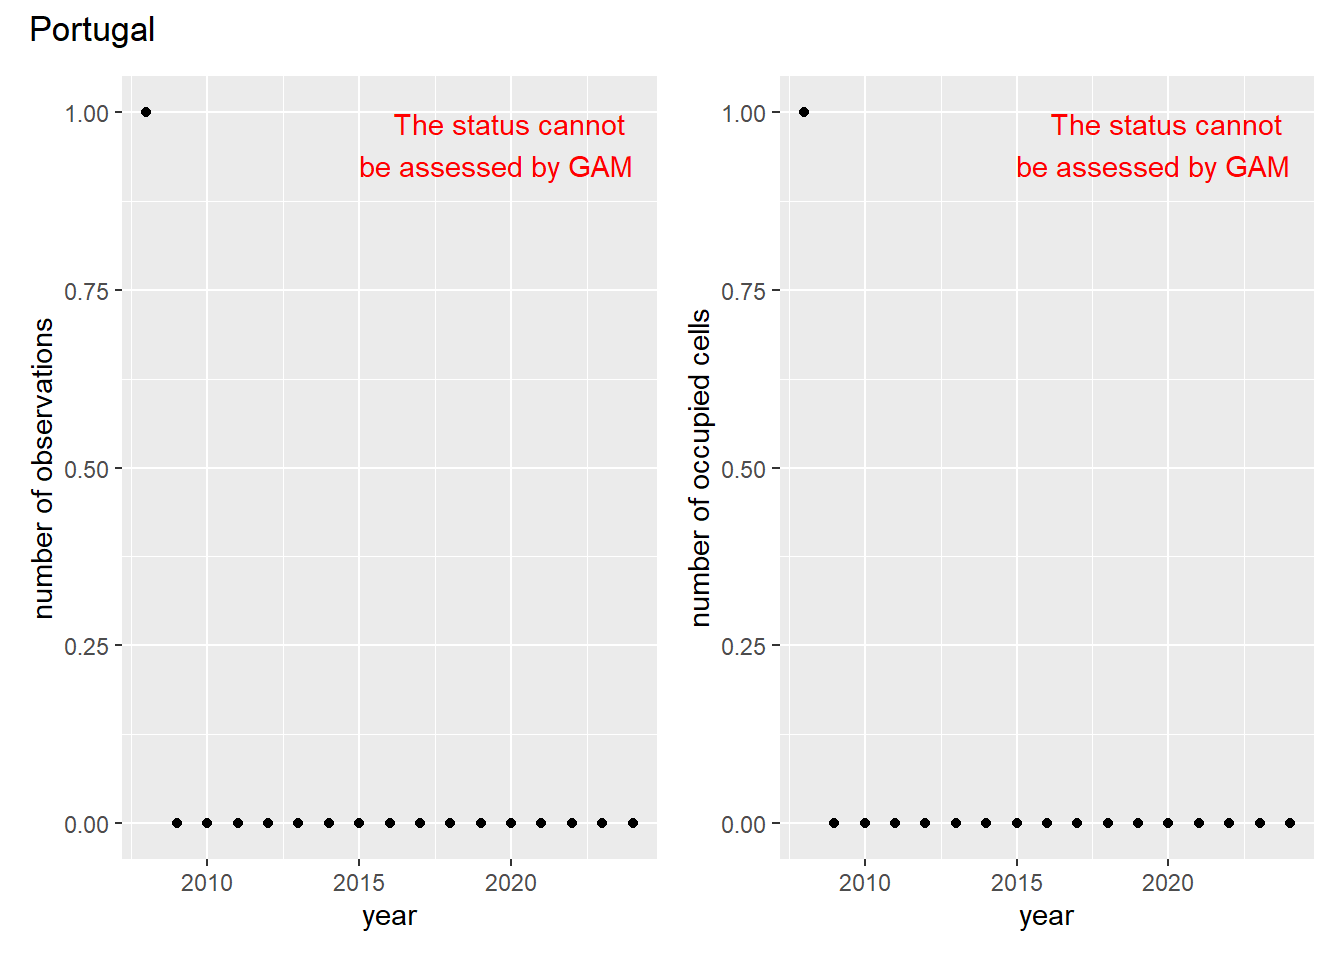 Portugal
number of observations
1.00
0.75
0.50
0.25
0.00
The status cannot
be assessed by GAM
2010
2015
2020
year
number of occupied cells
1.00
0.75
0.50
0.25
0.00
The status cannot
be assessed by GAM
2010
2015
2020
year